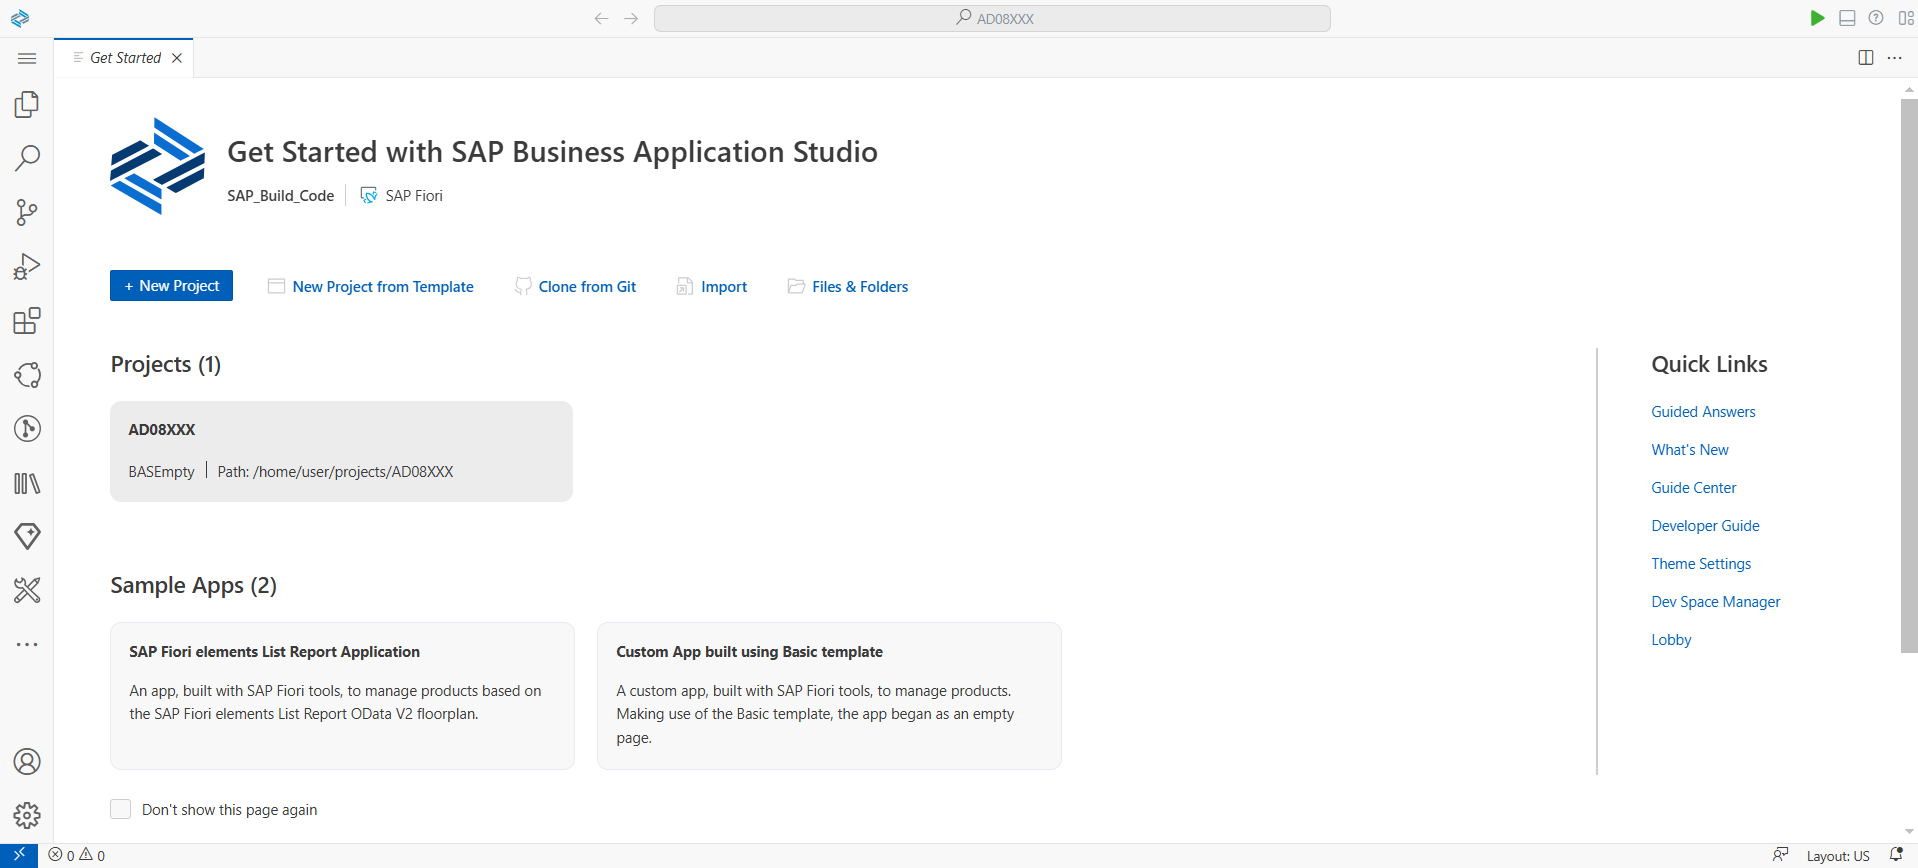 AD08XXX
Get Started
Get Started with SAP Business Application Studio
SAP_Build_Code
SAP Fiori
+ New Project
New Project from Template
Clone from Git
Import
Files & Folders
Projects (1)
AD08XXX
BASEmpty
Path: /home/user/projects/AD08XXX
Sample Apps (2)
SAP Fiori elements List Report Application
An app, built with SAP Fiori tools, to manage products based on
the SAP Fiori elements List Report OData V2 floorplan.
Custom App built using Basic template
A custom app, built with SAP Fiori tools, to manage products.
Making use of the Basic template, the app began as an empty
page.
Don't show this page again
Quick Links
Guided Answers
What's New
Guide Center
Developer Guide
Theme Settings
Dev Space Manager
Lobby
0
0
Layout: US